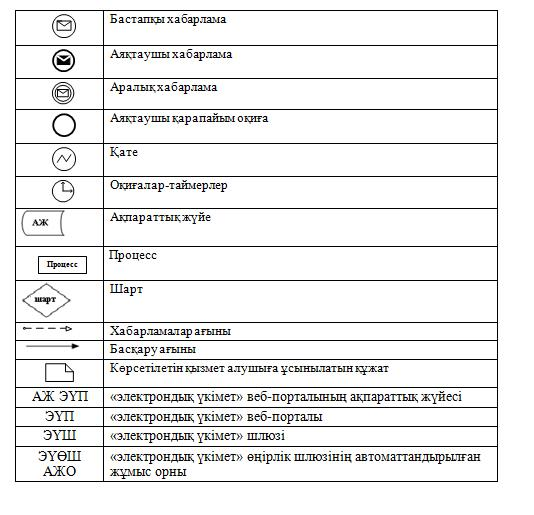 Бастапқы хабарлама
Аяқтаушы хабарлама
Аралық хабарлама
Аяқтаушы қарапайым оқиға
Қате
Оқиғалар-таймерлер
АЖ
Ақпараттық жүйе
Процесс
Процесс
шарт
Шарт
Хабарламалар ағыны
Басқару ағыны
Көрсетілетін қызмет алушыға ұсынылатын құжат
АЖ ЭҮП
«электрондық үкімет» веб-порталының ақпараттық жүйесі
ЭҮП
«электрондық үкімет» веб-порталы
ЭҮШ
«электрондық үкімет» шлюзі
ЭҮӨШ
АЖО
«электрондық үкімет» өңірлік шлюзінің автоматтандырылған
жұмыс орны